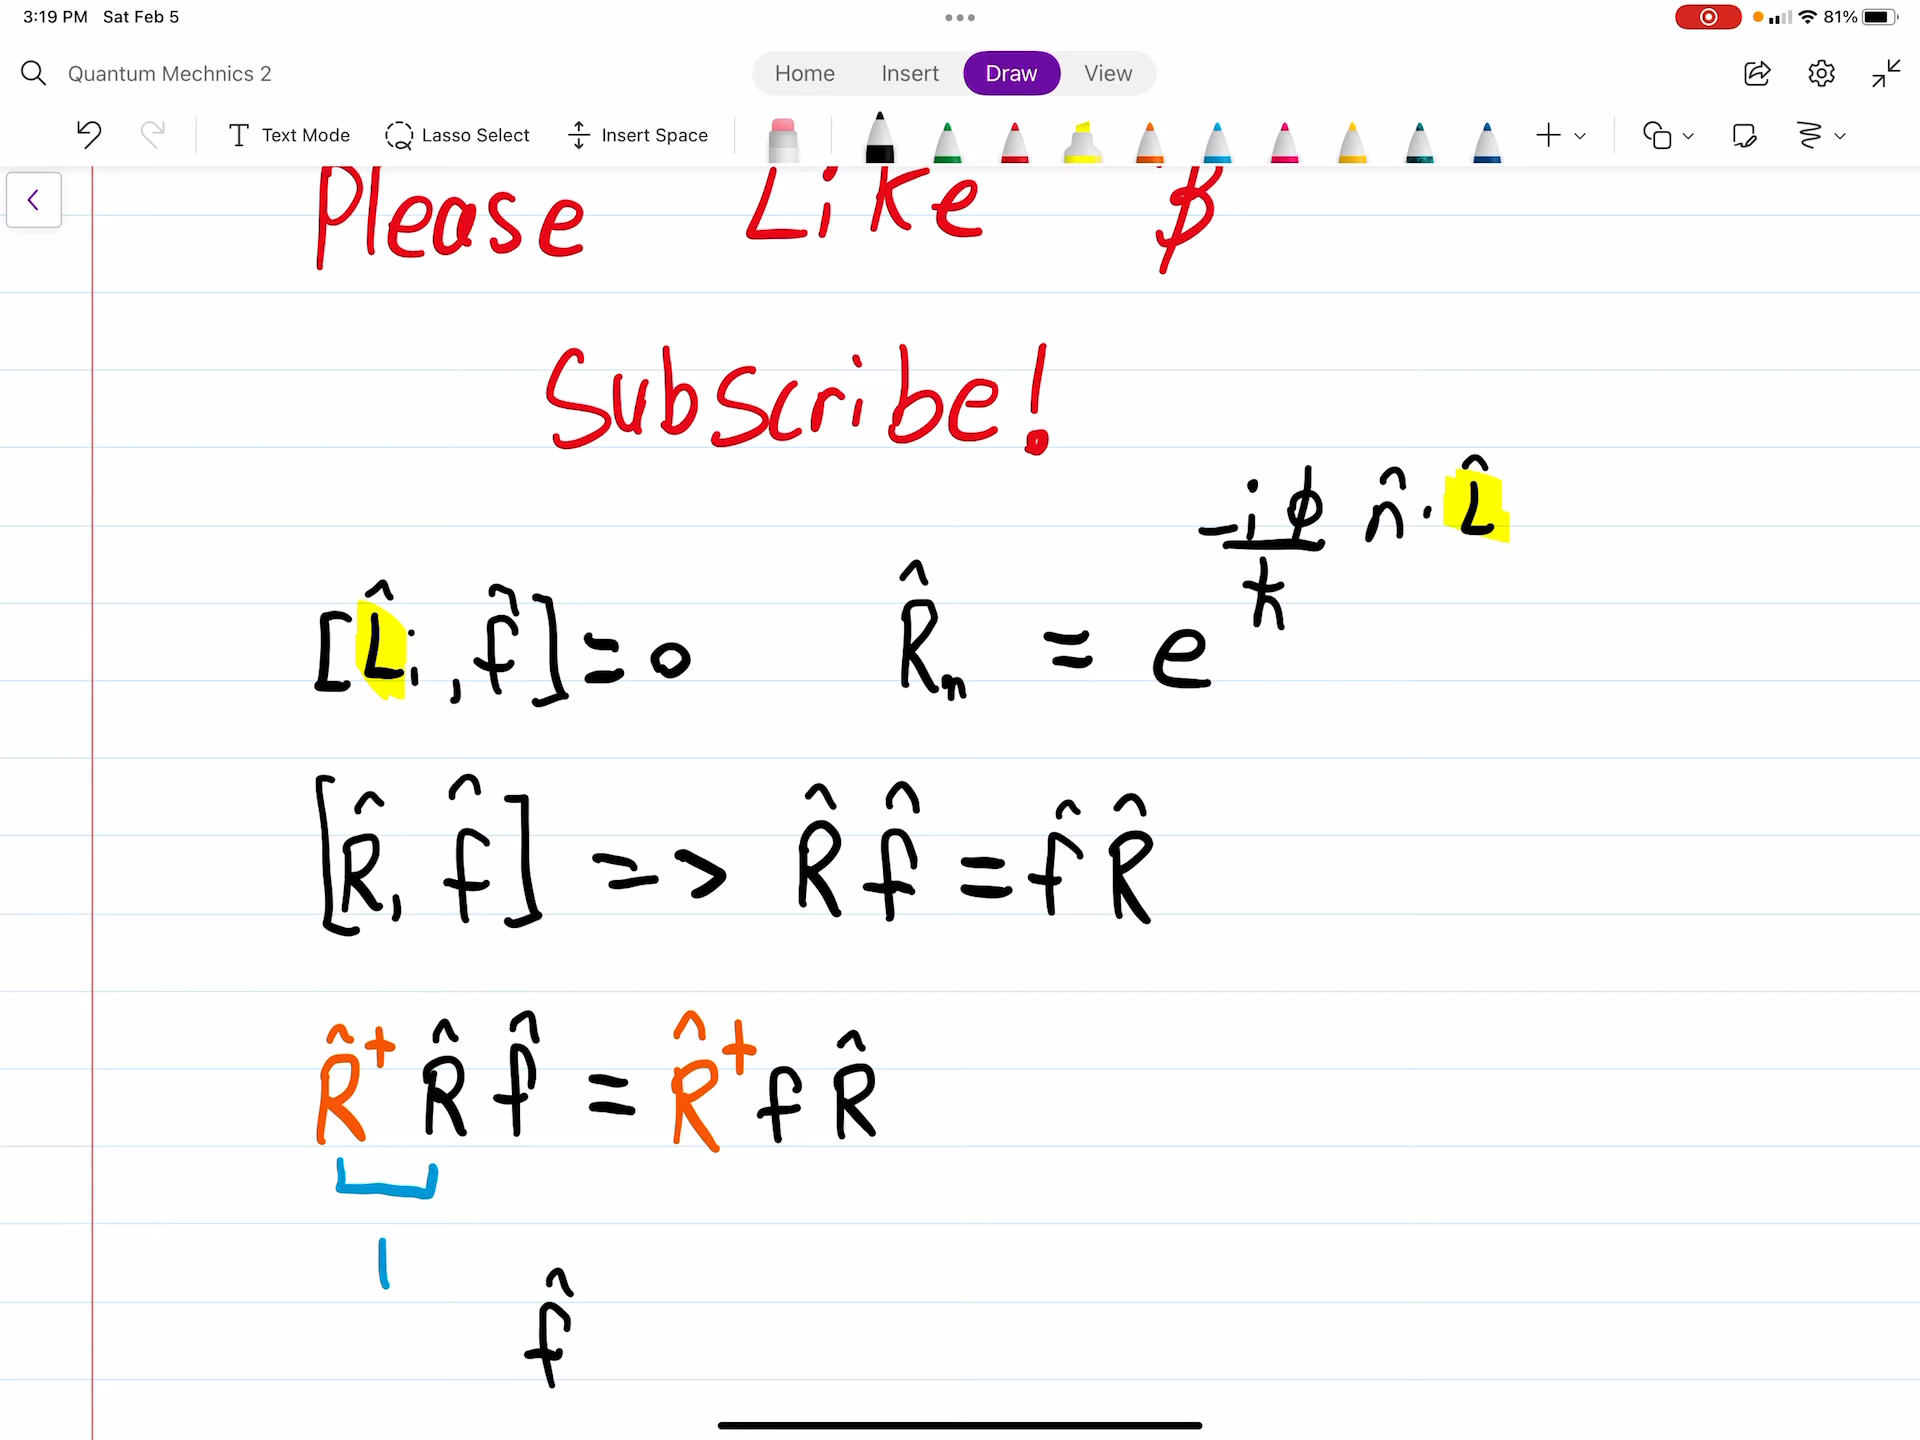 3:19 PM Sat Feb 5
81%
Quantum Mechnics 2
Home Insert Draw View
Text Mode Lasso Select Insert Space
Please Like &
Subscribe!
[L̂i, f̂] = 0 R̂n = e^(-iϕ/ħ n̂·L̂)
[R̂, f̂] => R̂ f̂ = f̂ R̂
R̂† R̂ f̂ = R̂† f R̂
1
f̂